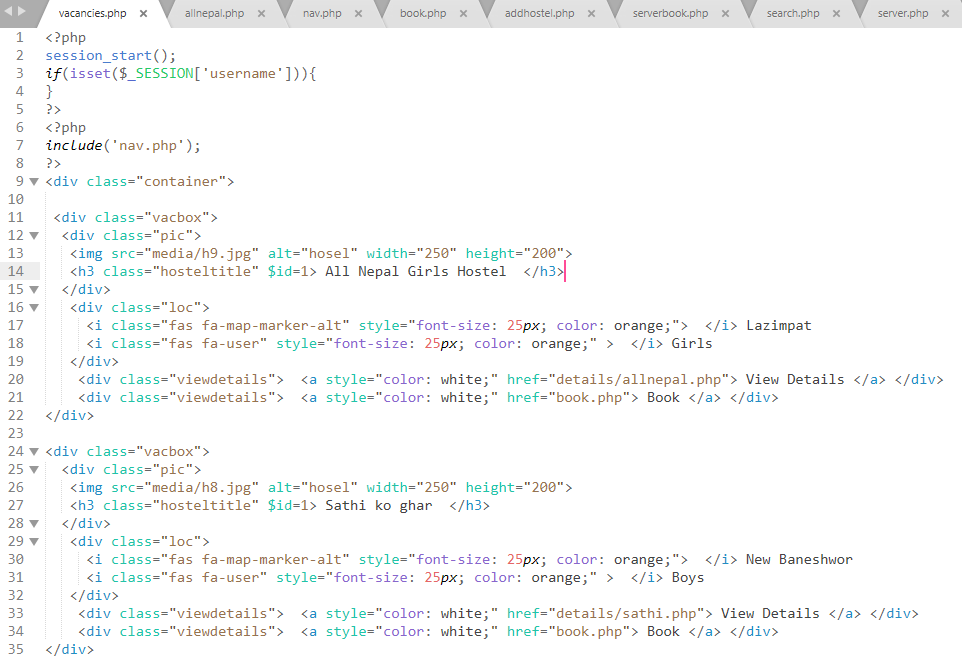 vacancies.php × allnepal.php × nav.php × book.php × addhostel.php × serverbook.php × search.php × server.php ×
1 <?php
2 session_start();
3 if(isset($_SESSION['username'])){
4 }
5 ?>
6 <?php
7 include('nav.php');
8 ?>
9 <div class="container">
10
11 <div class="vacbox">
12 <div class="pic">
13 <img src="media/h9.jpg" alt="hosel" width="250" height="200">
14 <h3 class="hosteltitle" $id=1> All Nepal Girls Hostel </h3>
15 </div>
16 <div class="loc">
17 <i class="fas fa-map-marker-alt" style="font-size: 25px; color: orange;"> </i> Lazimpat
18 <i class="fas fa-user" style="font-size: 25px; color: orange;" > </i> Girls
19 </div>
20 <div class="viewdetails"> <a style="color: white;" href="details/allnepal.php"> View Details </a> </div>
21 <div class="viewdetails"> <a style="color: white;" href="book.php"> Book </a> </div>
22 </div>
23
24 <div class="vacbox">
25 <div class="pic">
26 <img src="media/h8.jpg" alt="hosel" width="250" height="200">
27 <h3 class="hosteltitle" $id=1> Sathi ko ghar </h3>
28 </div>
29 <div class="loc">
30 <i class="fas fa-map-marker-alt" style="font-size: 25px; color: orange;"> </i> New Baneshwor
31 <i class="fas fa-user" style="font-size: 25px; color: orange;" > </i> Boys
32 </div>
33 <div class="viewdetails"> <a style="color: white;" href="details/sathi.php"> View Details </a> </div>
34 <div class="viewdetails"> <a style="color: white;" href="book.php"> Book </a> </div>
35 </div>